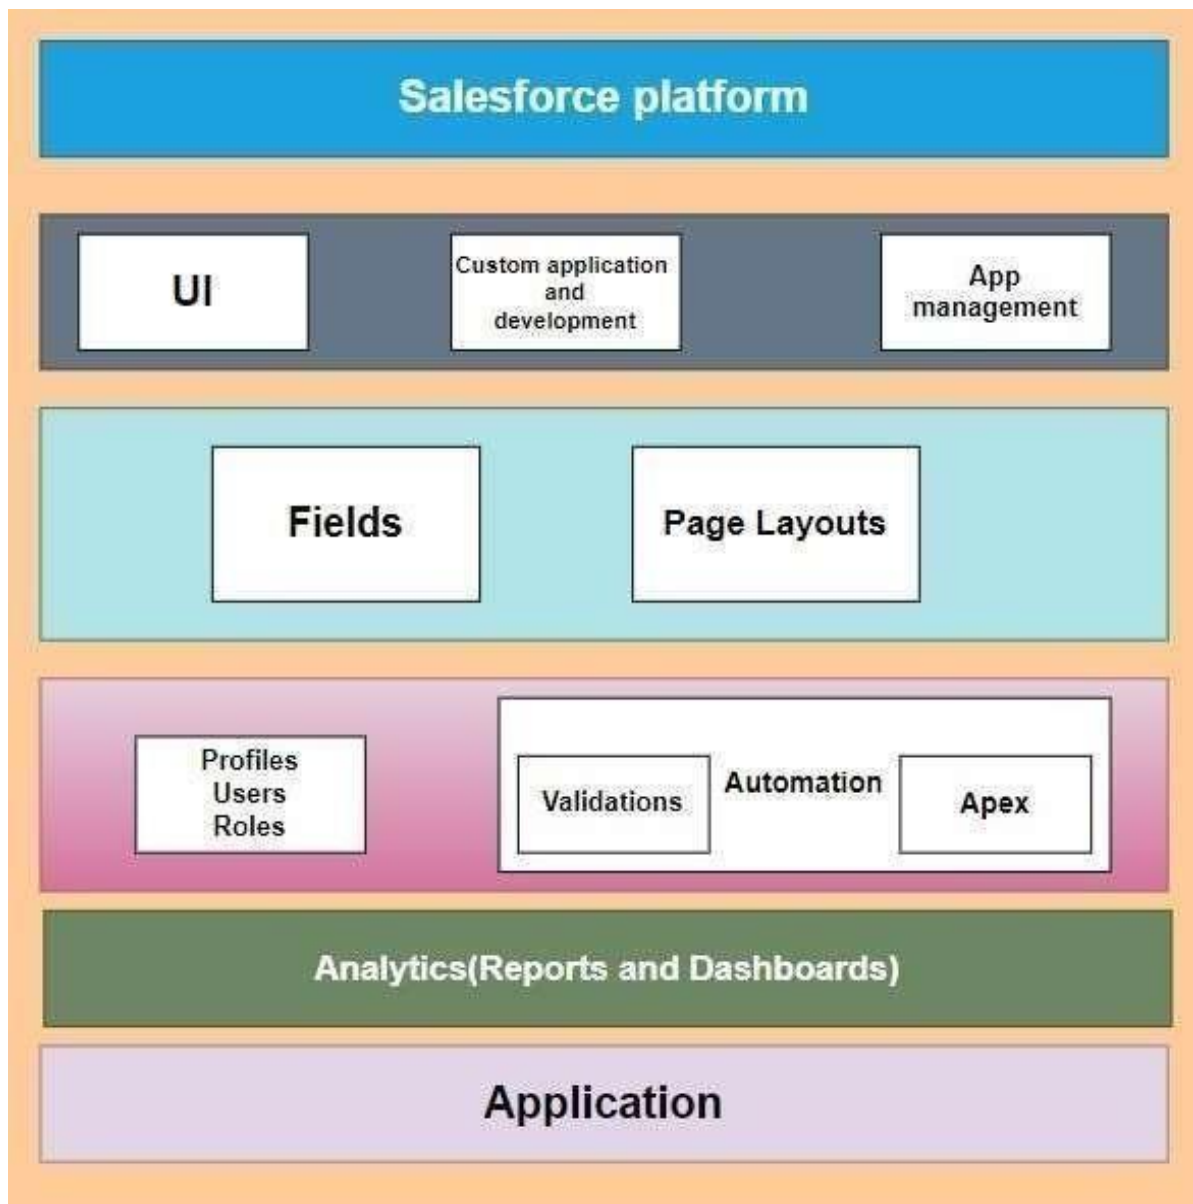 Salesforce platform
UI
Custom application
and
development
App
management
Fields
Page Layouts
Profiles
Users
Roles
Validations
Automation
Apex
Analytics(Reports and Dashboards)
Application